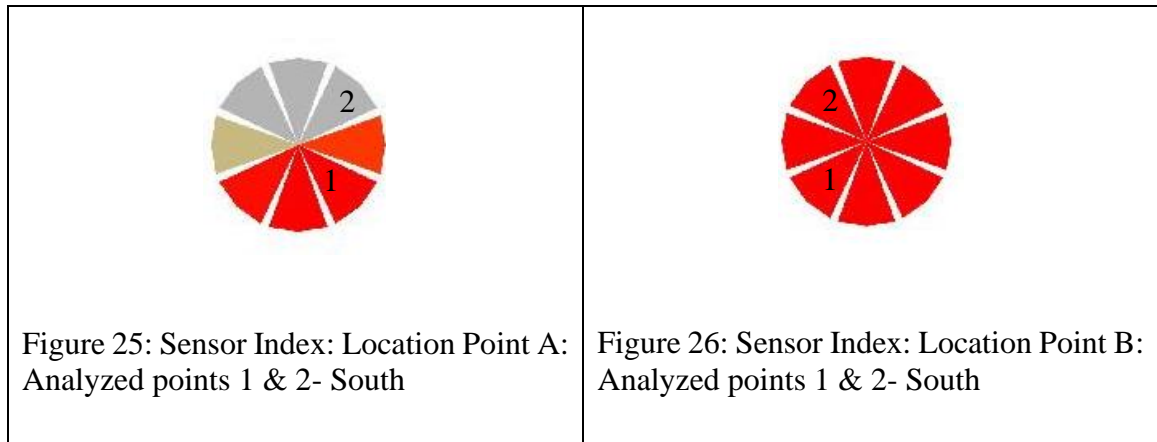 2
1
Figure 25: Sensor Index: Location Point A:
Analyzed points 1 & 2- South
2
1
Figure 26: Sensor Index: Location Point B:
Analyzed points 1 & 2- South